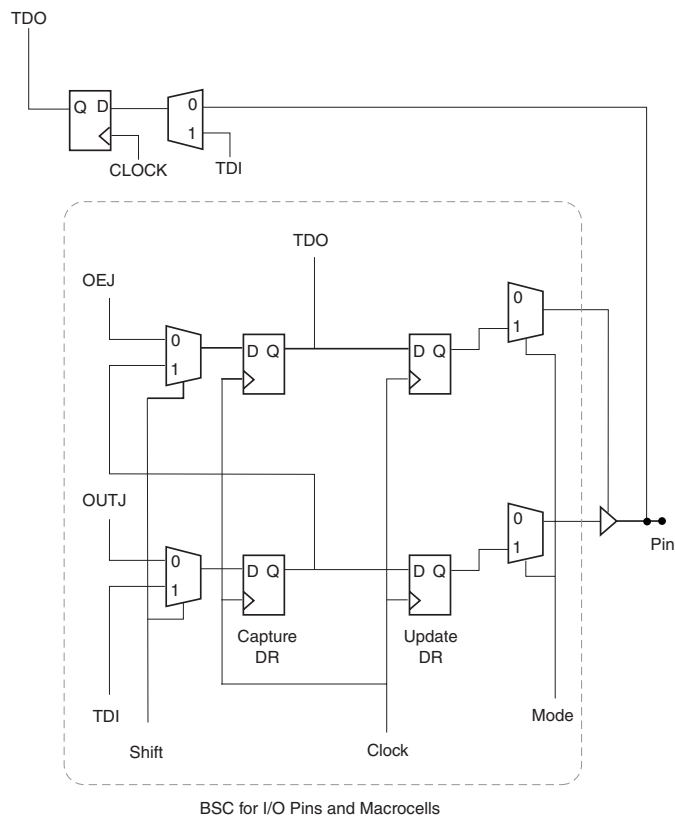 TDO
Q D
0
1
CLOCK
TDI
TDO
OEJ
0
1
D Q
D Q
0
1
OUTJ
0
1
D Q
D Q
0
1
Pin
Capture
DR
Update
DR
TDI
Shift
Clock
Mode
BSC for I/O Pins and Macrocells